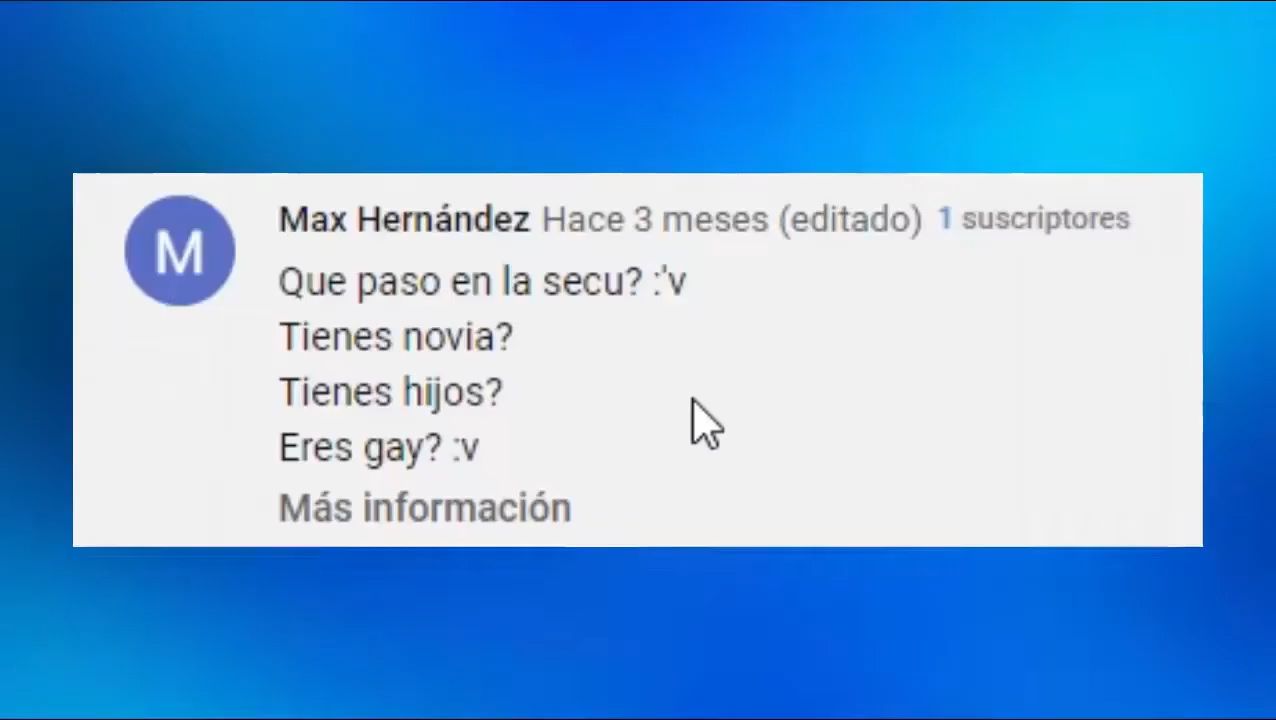 M
Max Hernández Hace 3 meses (editado) 1 suscriptores
Que paso en la secu? :'v
Tienes novia?
Tienes hijos?
Eres gay? :v
Más información